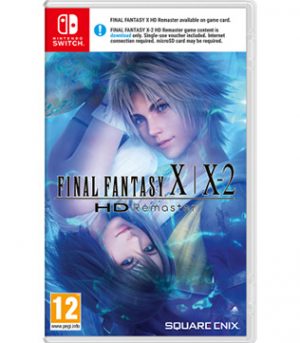 FINAL FANTASY X HD Remaster available on game card.
FINAL FANTASY X-2 HD Remaster game content is
download only. Single-use voucher included. Internet
connection required. microSD card may be required.
NINTENDO
SWITCH
FINAL FANTASY X|X-2
HD Remaster
12
www.pegi.info
SQUARE ENIX